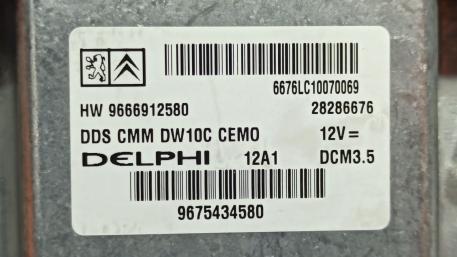 6676LC10070069
HW 9666912580 28286676
DDS CMM DW10C CEMO 12V=
DELPHI 12A1 DCM3.5
9675434580